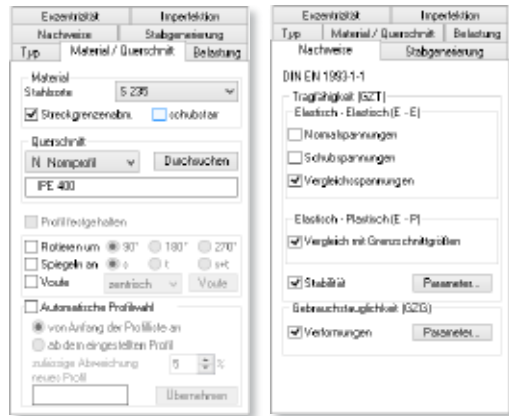 Exzentrizität Imperfektion
Nachweise Stabgenerierung
Typ Material / Querschnitt Belastung
Material
Stahlsorte S 235
Streckgrenzenabm. schubstarr
Querschnitt
N Normprofil Durchsuchen
IPE 400
Profil festgehalten
Rotieren um 90° 180° 270°
Spiegeln an s t s+t
Voute zentrisch Voute
Automatische Profilwahl
von Anfang der Profilliste an
ab dem eingestellten Profil
zulässige Abweichung 5 %
neues Profil
Übernehmen
Exzentrizität Imperfektion
Typ Material / Querschnitt Belastung
Nachweise Stabgenerierung
DIN EN 1993-1-1
Tragfähigkeit (GZT)
Elastisch - Elastisch (E - E)
Normalspannungen
Schubspannungen
Vergleichsspannungen
Elastisch - Plastisch (E - P)
Vergleich mit Grenzschnittgrößen
Stabilität Parameter...
Gebrauchstauglichkeit (GZG)
Verformungen Parameter...